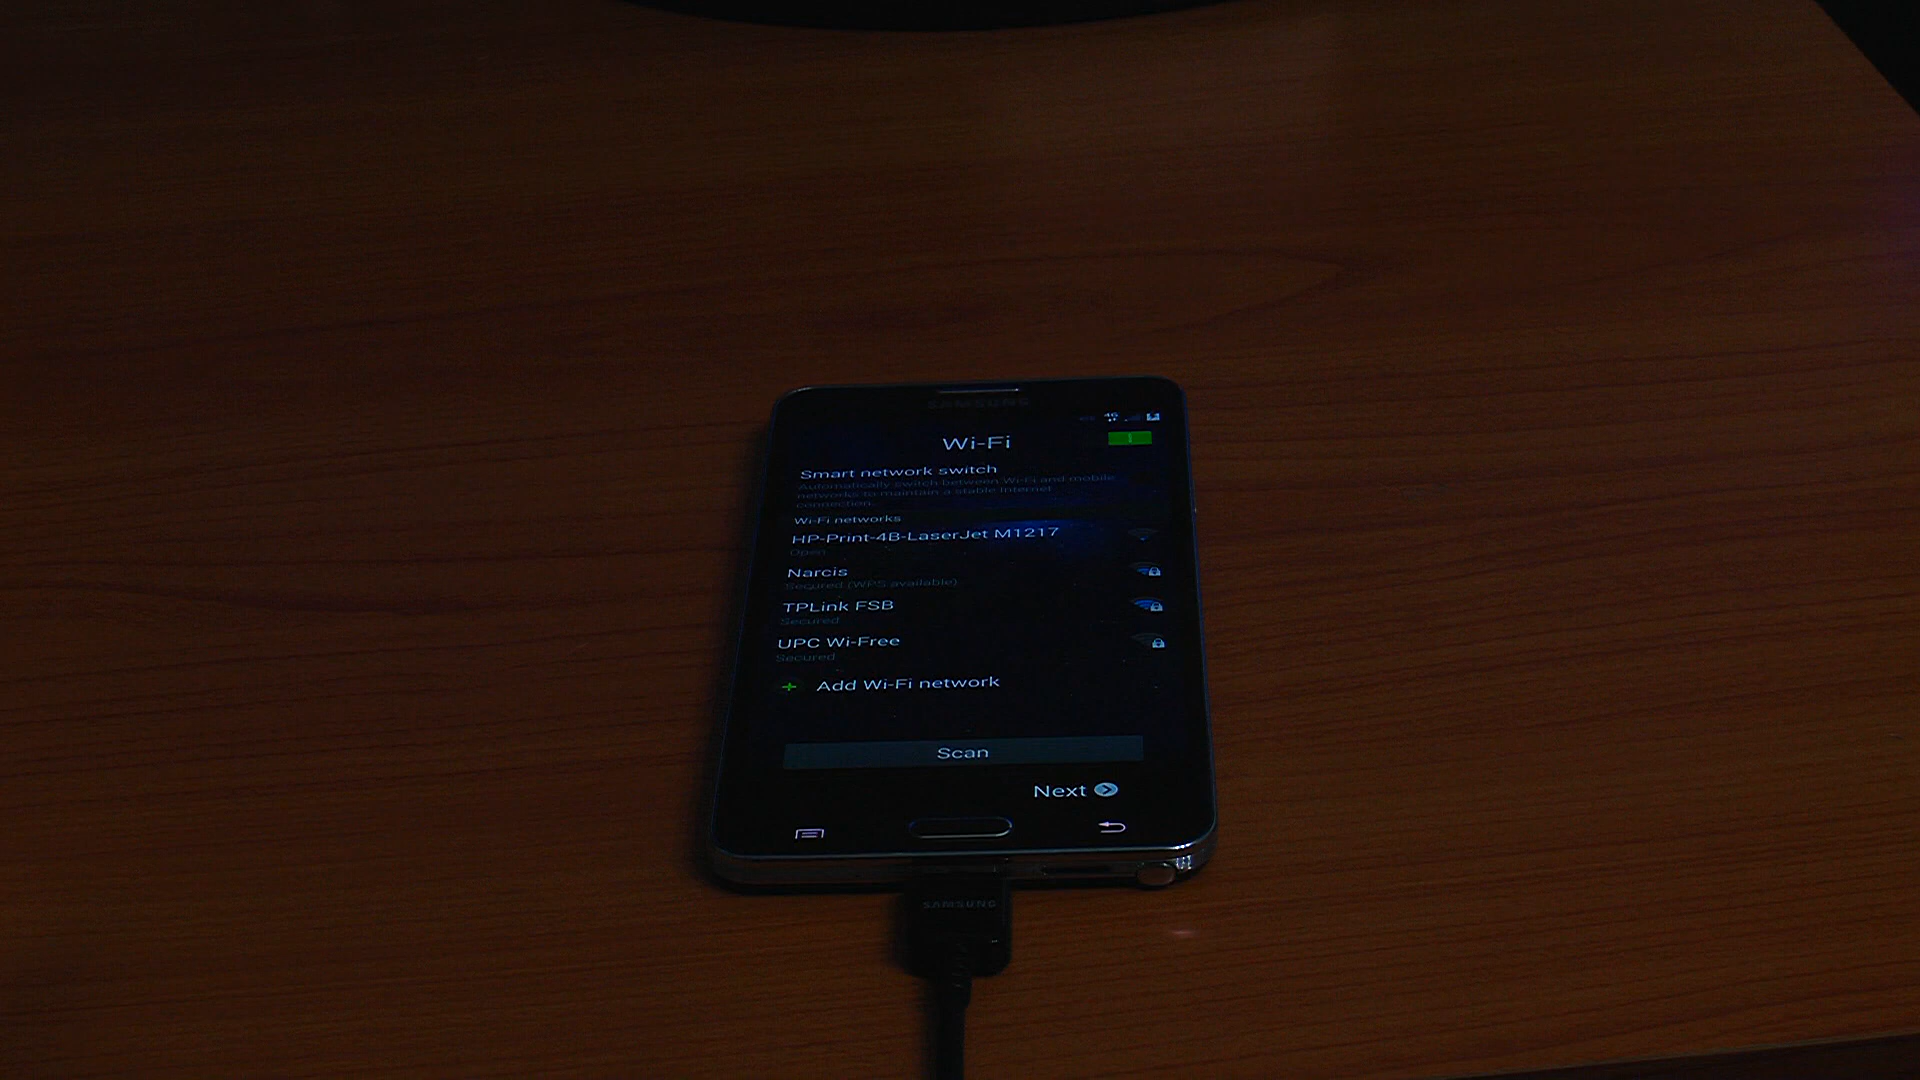 SAMSUNG
4G
Wi-Fi
Smart network switch
Automatically switch between Wi-Fi and mobile
networks to maintain a stable Internet
connection.
Wi-Fi networks
HP-Print-4B-LaserJet M1217
Open
Narcis
Secured (WPS available)
TPLink FSB
Secured
UPC Wi-Free
Secured
+ Add Wi-Fi network
Scan
Next
SAMSUNG